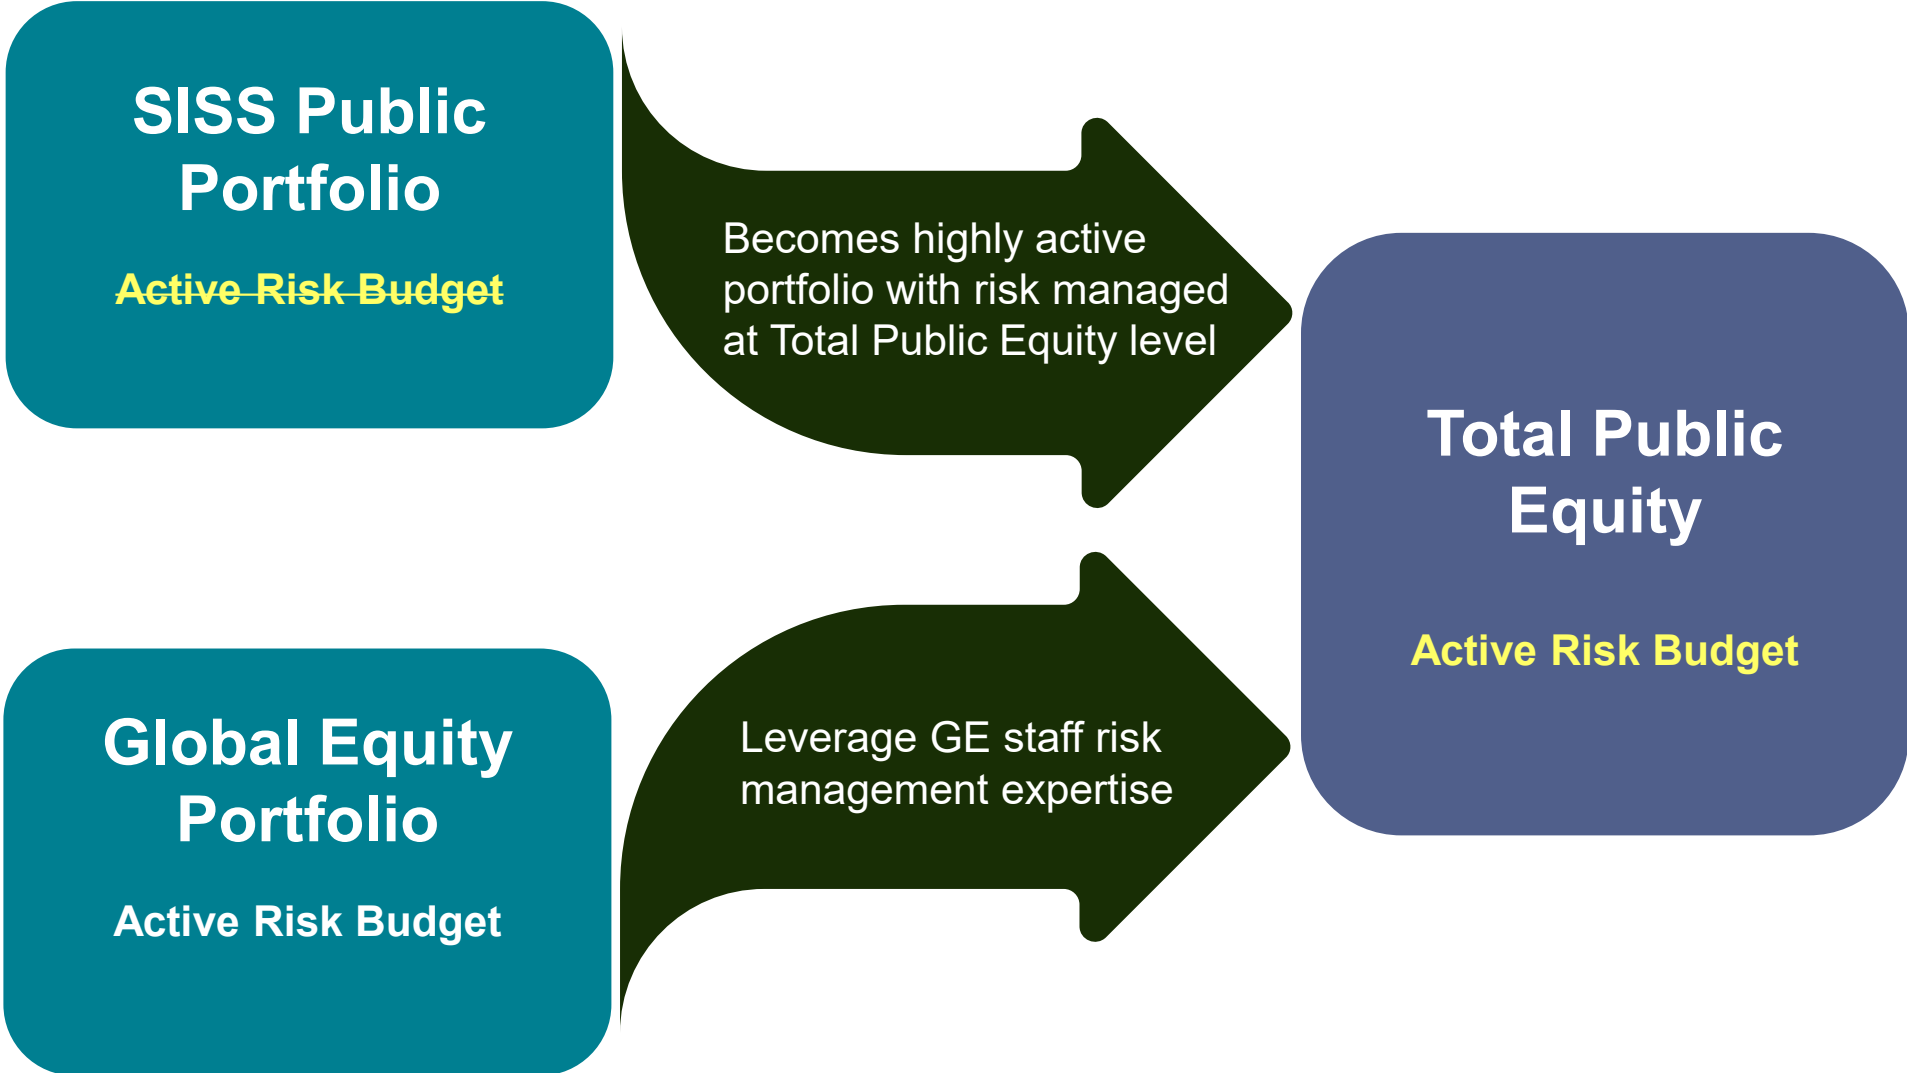 SISS Public
Portfolio
Active Risk Budget
Becomes highly active
portfolio with risk managed
at Total Public Equity level
Total Public
Equity
Active Risk Budget
Global Equity
Portfolio
Active Risk Budget
Leverage GE staff risk
management expertise